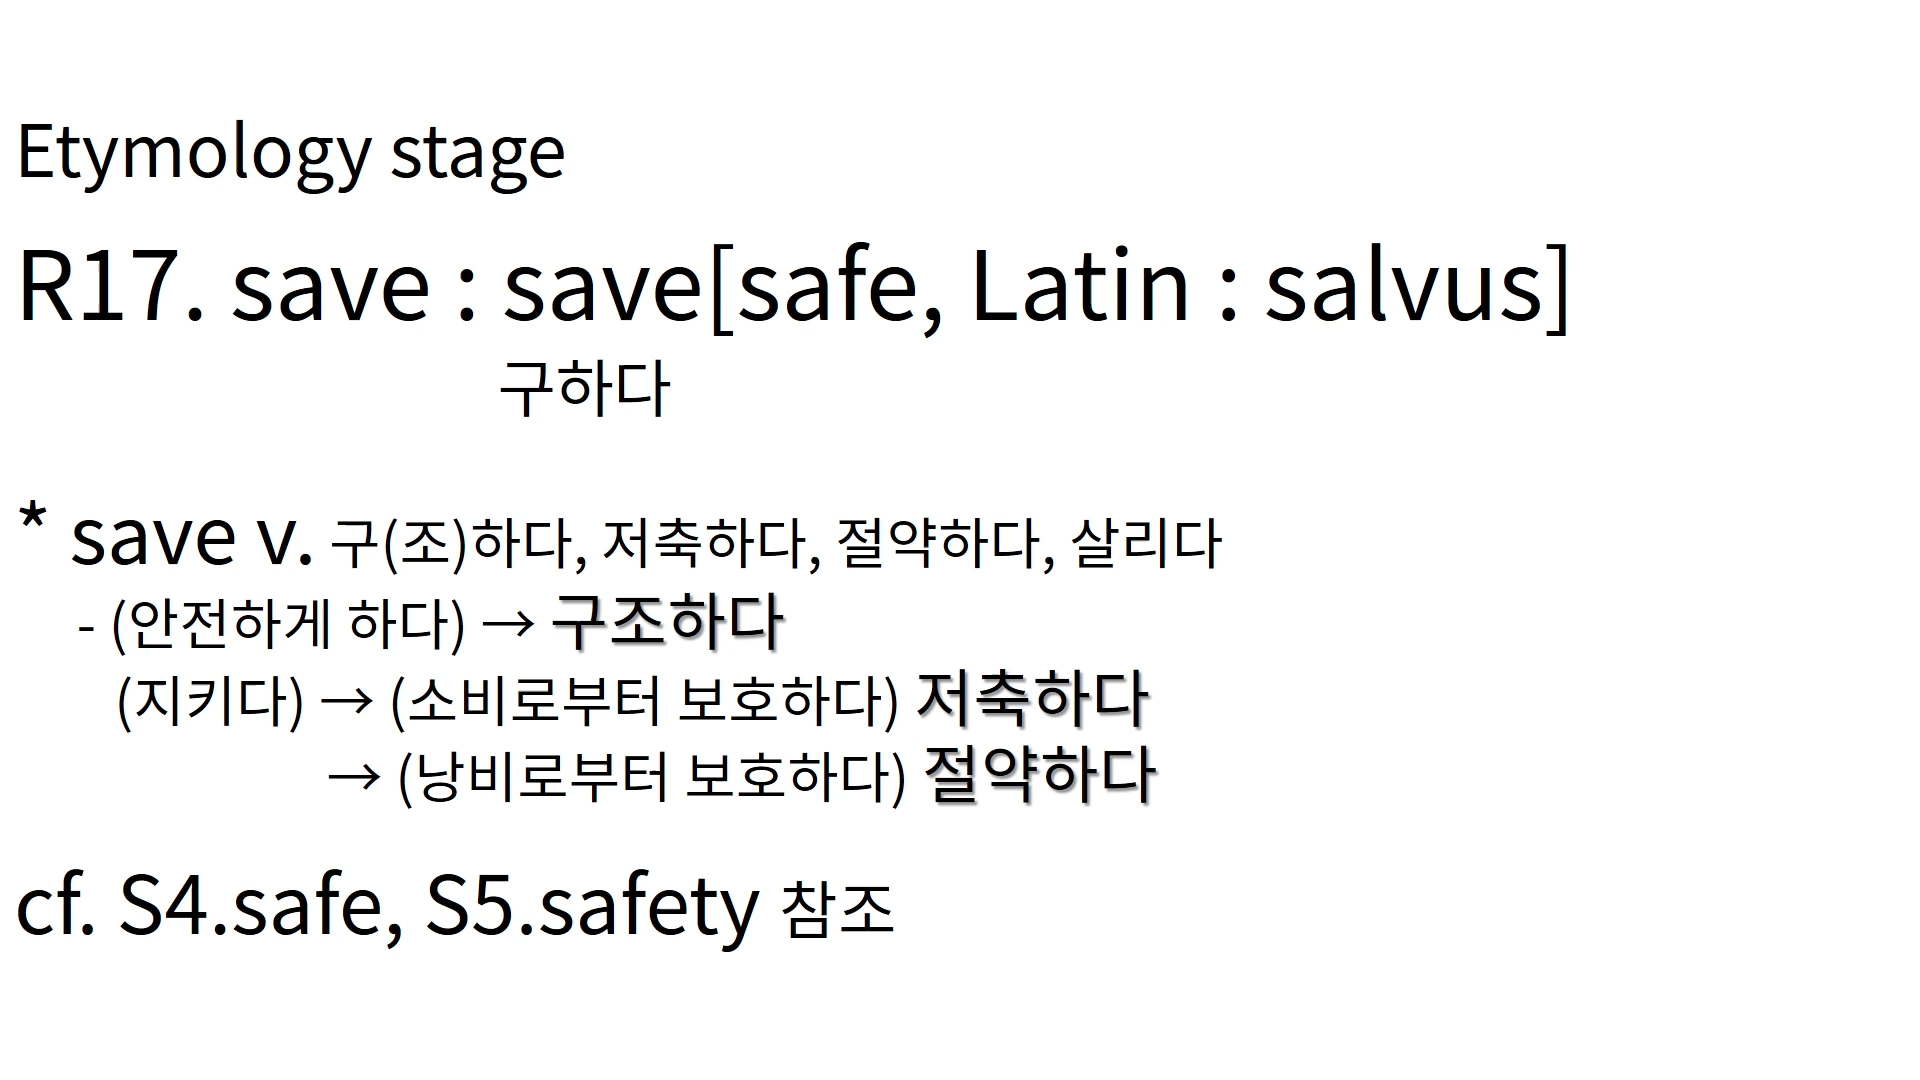 Etymology stage
R17. save : save[safe, Latin : salvus]
구하다
* save v. 구(조)하다, 저축하다, 절약하다, 살리다
- (안전하게 하다) → 구조하다
(지키다) → (소비로부터 보호하다) 저축하다
→ (낭비로부터 보호하다) 절약하다
cf. S4.safe, S5.safety 참조